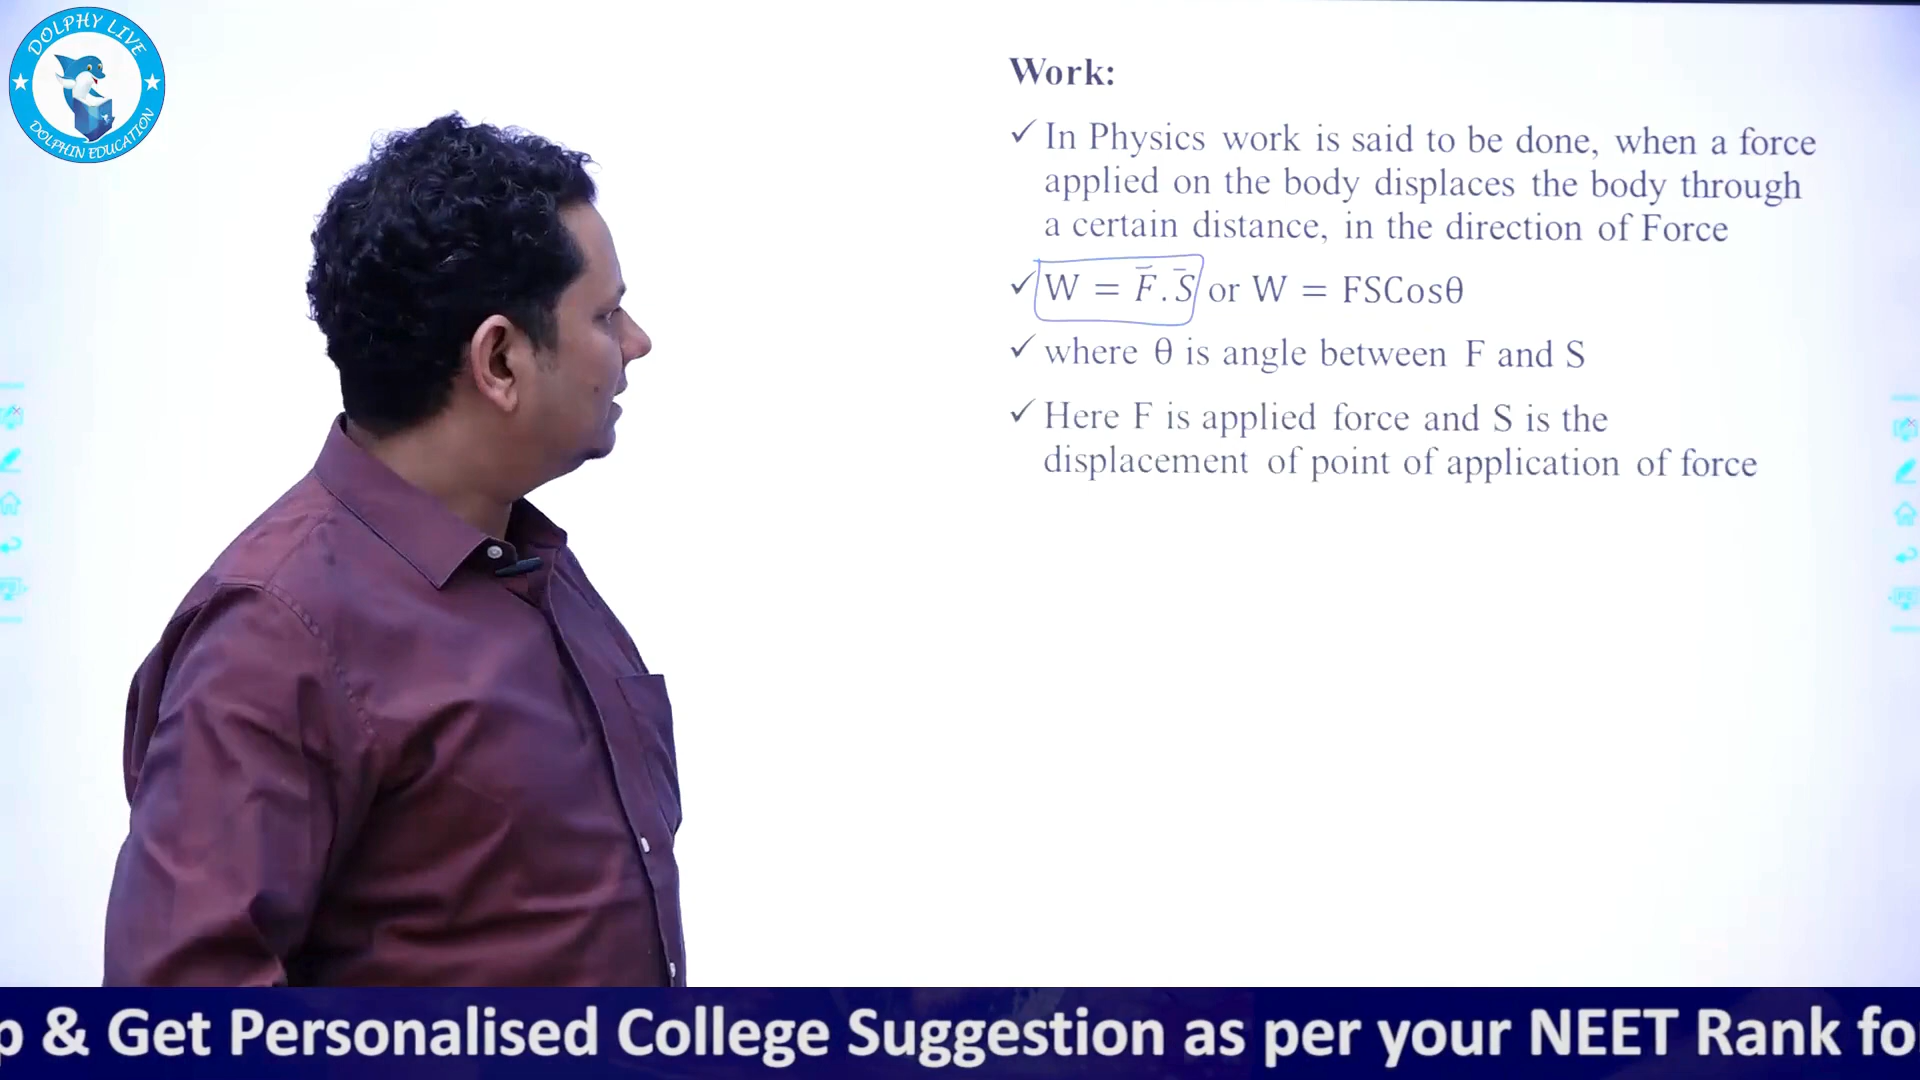 DOLPHY LIVE
DOLPHIN EDUCATION
Work:
✓ In Physics work is said to be done, when a force
applied on the body displaces the body through
a certain distance, in the direction of Force
✓ W = F̅.S̅ or W = FSCosθ
✓ where θ is angle between F and S
✓ Here F is applied force and S is the
displacement of point of application of force
& Get Personalised College Suggestion as per your NEET Rank